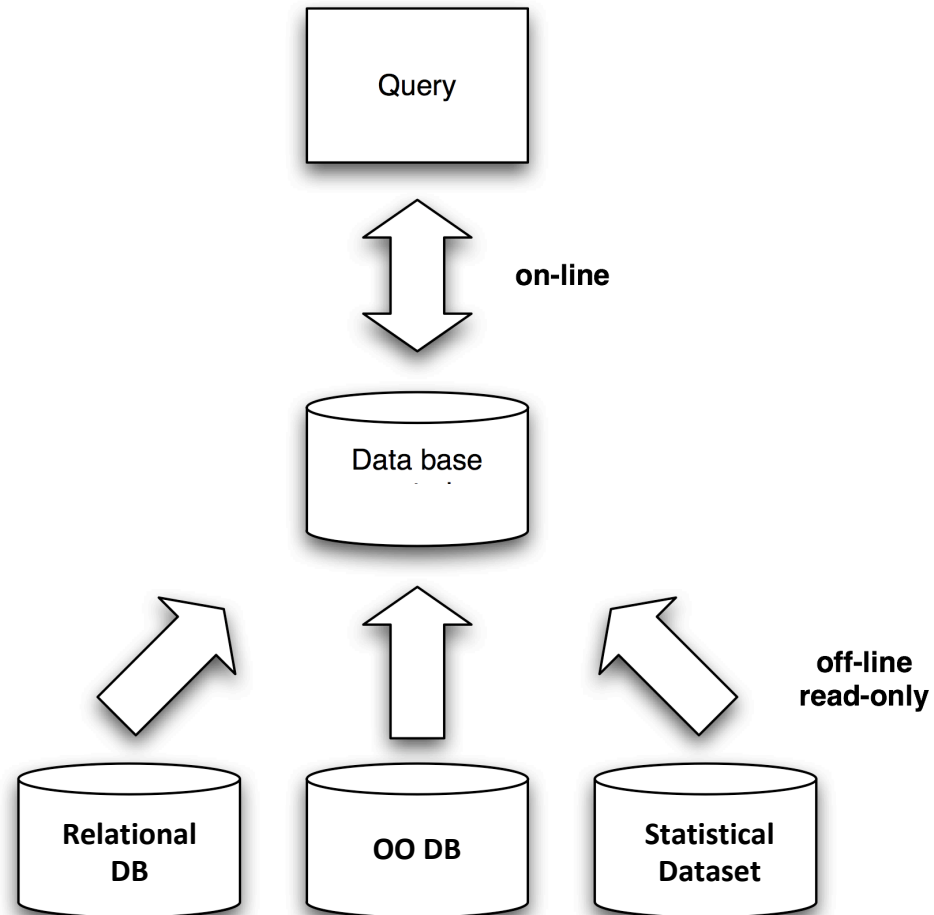 Query
on-line
Data base
off-line
read-only
Relational
DB
OO DB
Statistical
Dataset